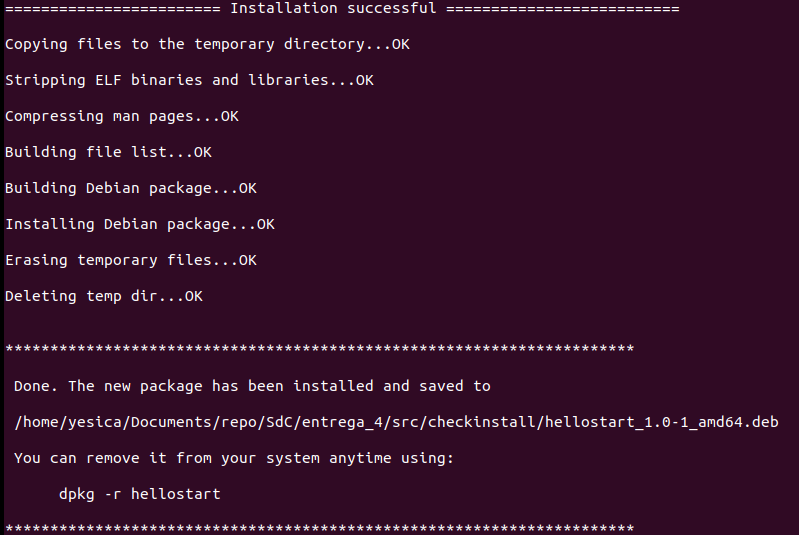 ======================== Installation successful ==========================
Copying files to the temporary directory...OK
Stripping ELF binaries and libraries...OK
Compressing man pages...OK
Building file list...OK
Building Debian package...OK
Installing Debian package...OK
Erasing temporary files...OK
Deleting temp dir...OK
**********************************************************************
Done. The new package has been installed and saved to
/home/yesica/Documents/repo/SdC/entrega_4/src/checkinstall/hellostart_1.0-1_amd64.deb
You can remove it from your system anytime using:
dpkg -r hellostart
**********************************************************************